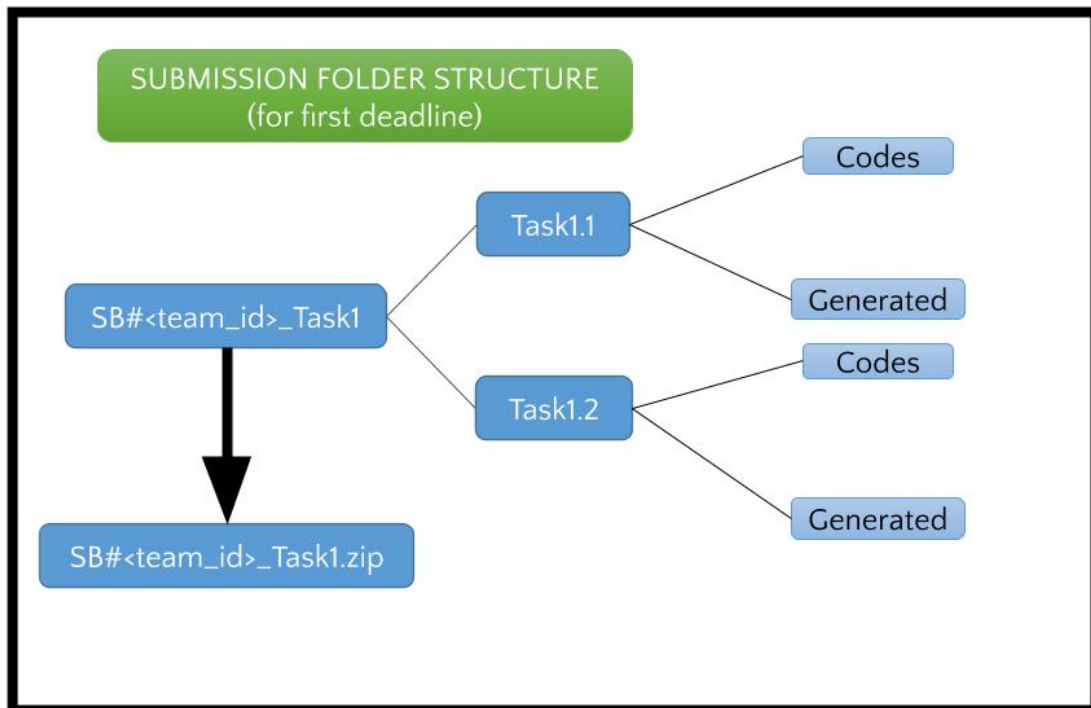 SUBMISSION FOLDER STRUCTURE
(for first deadline)
Codes
Task1.1
Generated
SB#<team_id>_Task1
Codes
Task1.2
Generated
SB#<team_id>_Task1.zip